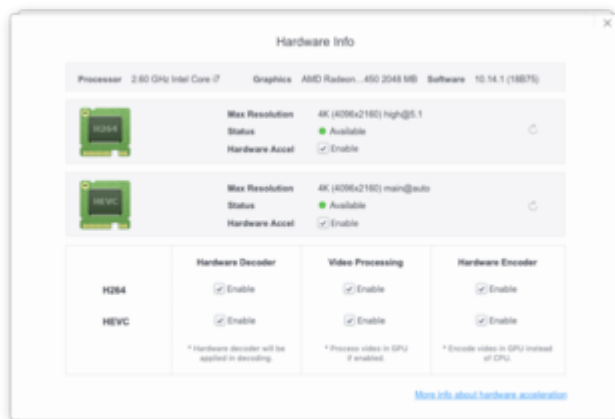 Hardware Info
Processor 2.60 GHz Intel Core i7 Graphics AMD Radeon...450 2048 MB Software 10.14.1 (18B75)
H264
Max Resolution 4K (4096x2160) high@5.1
Status Available
Hardware Accel Enable
HEVC
Max Resolution 4K (4096x2160) main@auto
Status Available
Hardware Accel Enable
Hardware Decoder Video Processing Hardware Encoder
H264 Enable Enable Enable
HEVC Enable Enable Enable
* Hardware decoder will be * Process video in GPU * Encode video in GPU instead
applied in decoding. if enabled. of CPU.
More info about hardware acceleration